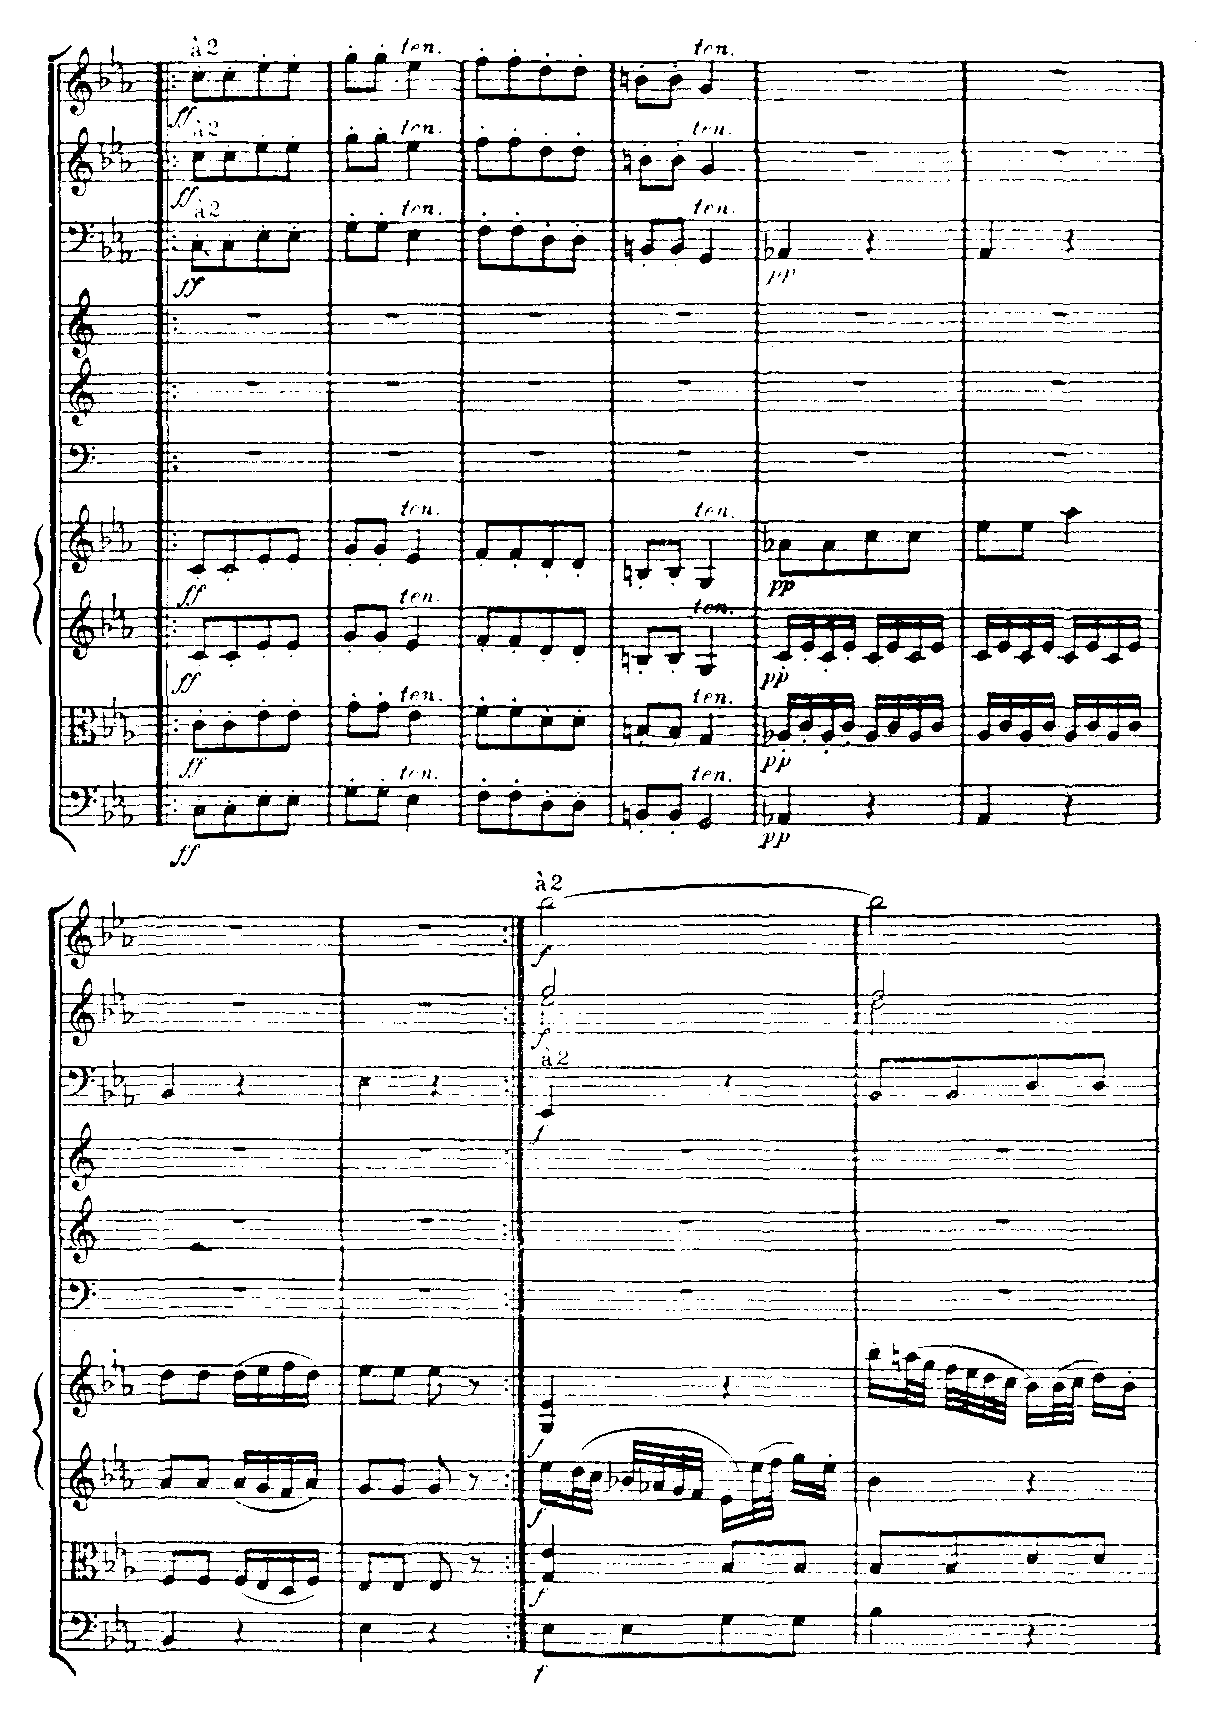 à 2 ten. ten.
ff
à 2 ten. ten.
ff
à 2 ten. ten.
ff pp
ten. ten.
ff pp
ten. ten.
ff pp
ten. ten.
ff pp
ten. ten.
ff pp
à 2
f
f
à 2
f
f
f
f
f